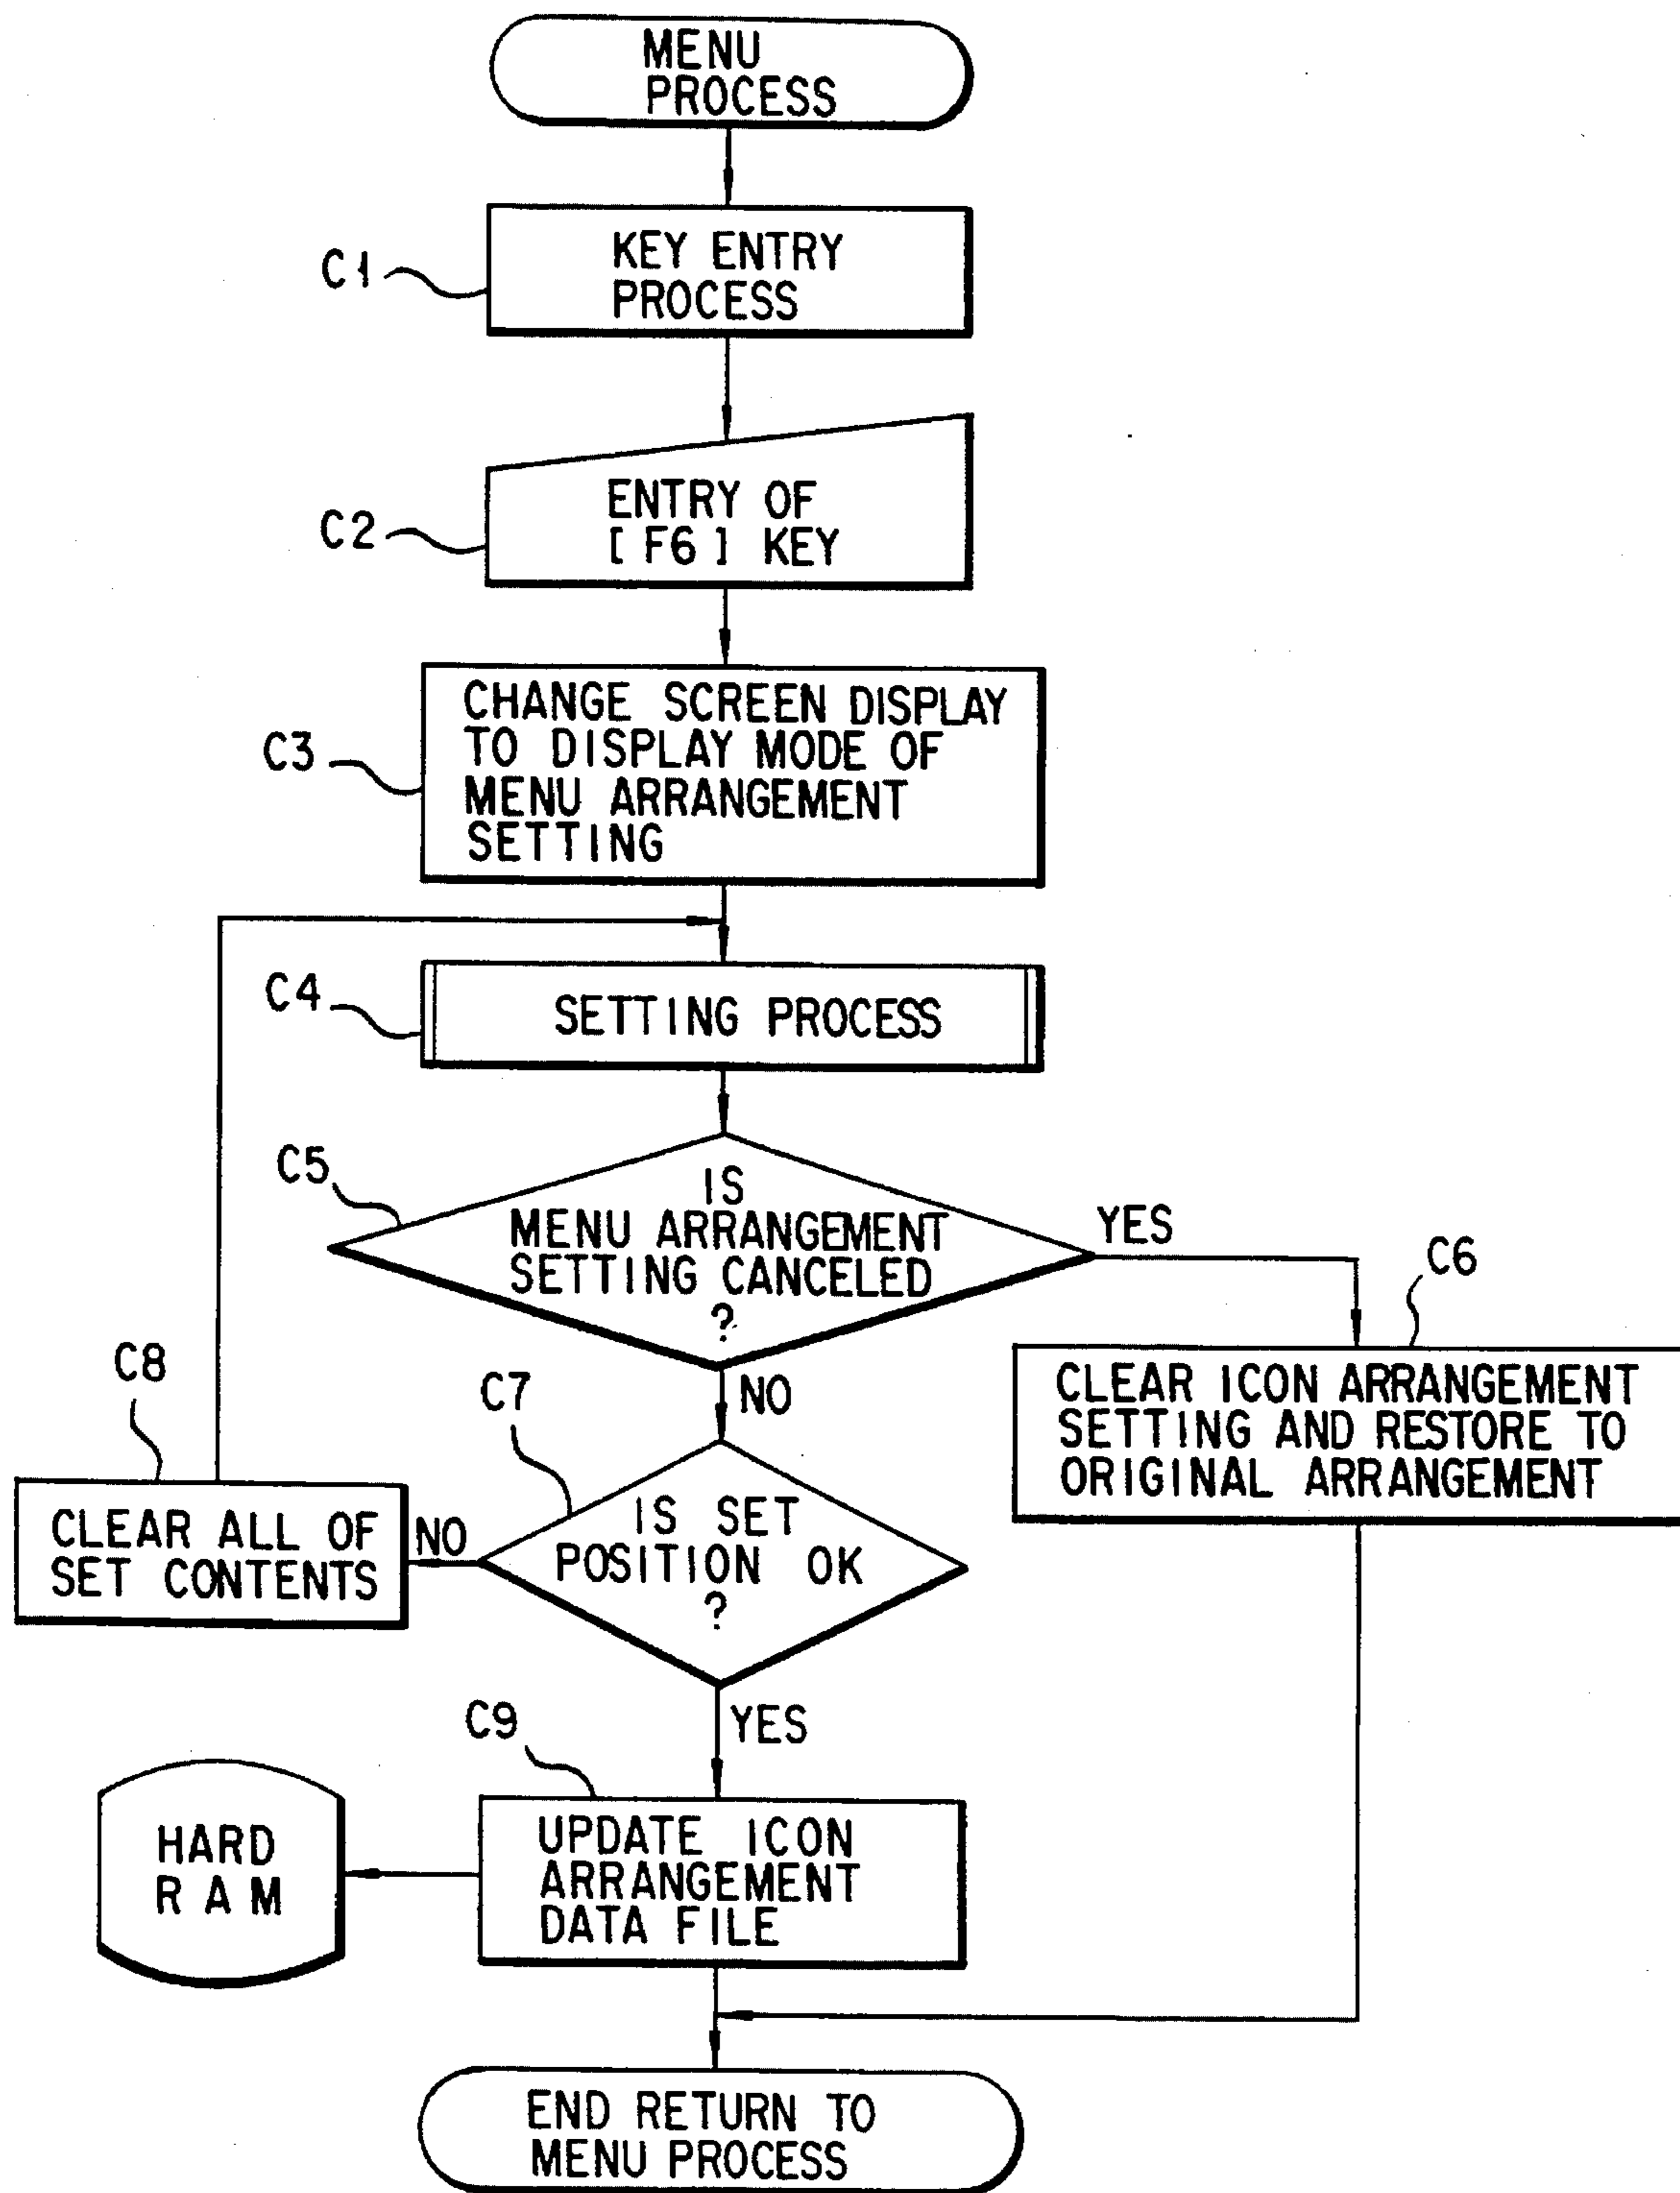 MENU
PROCESS
C1
KEY ENTRY
PROCESS
C2
ENTRY OF
[ F6 ] KEY
C3
CHANGE SCREEN DISPLAY
TO DISPLAY MODE OF
MENU ARRANGEMENT
SETTING
C4
SETTING PROCESS
C5
IS
MENU ARRANGEMENT
SETTING CANCELED
?
YES
C6
CLEAR ICON ARRANGEMENT
SETTING AND RESTORE TO
ORIGINAL ARRANGEMENT
NO
C7
IS SET
POSITION OK
?
NO
C8
CLEAR ALL OF
SET CONTENTS
YES
C9
UPDATE ICON
ARRANGEMENT
DATA FILE
HARD
RAM
END RETURN TO
MENU PROCESS